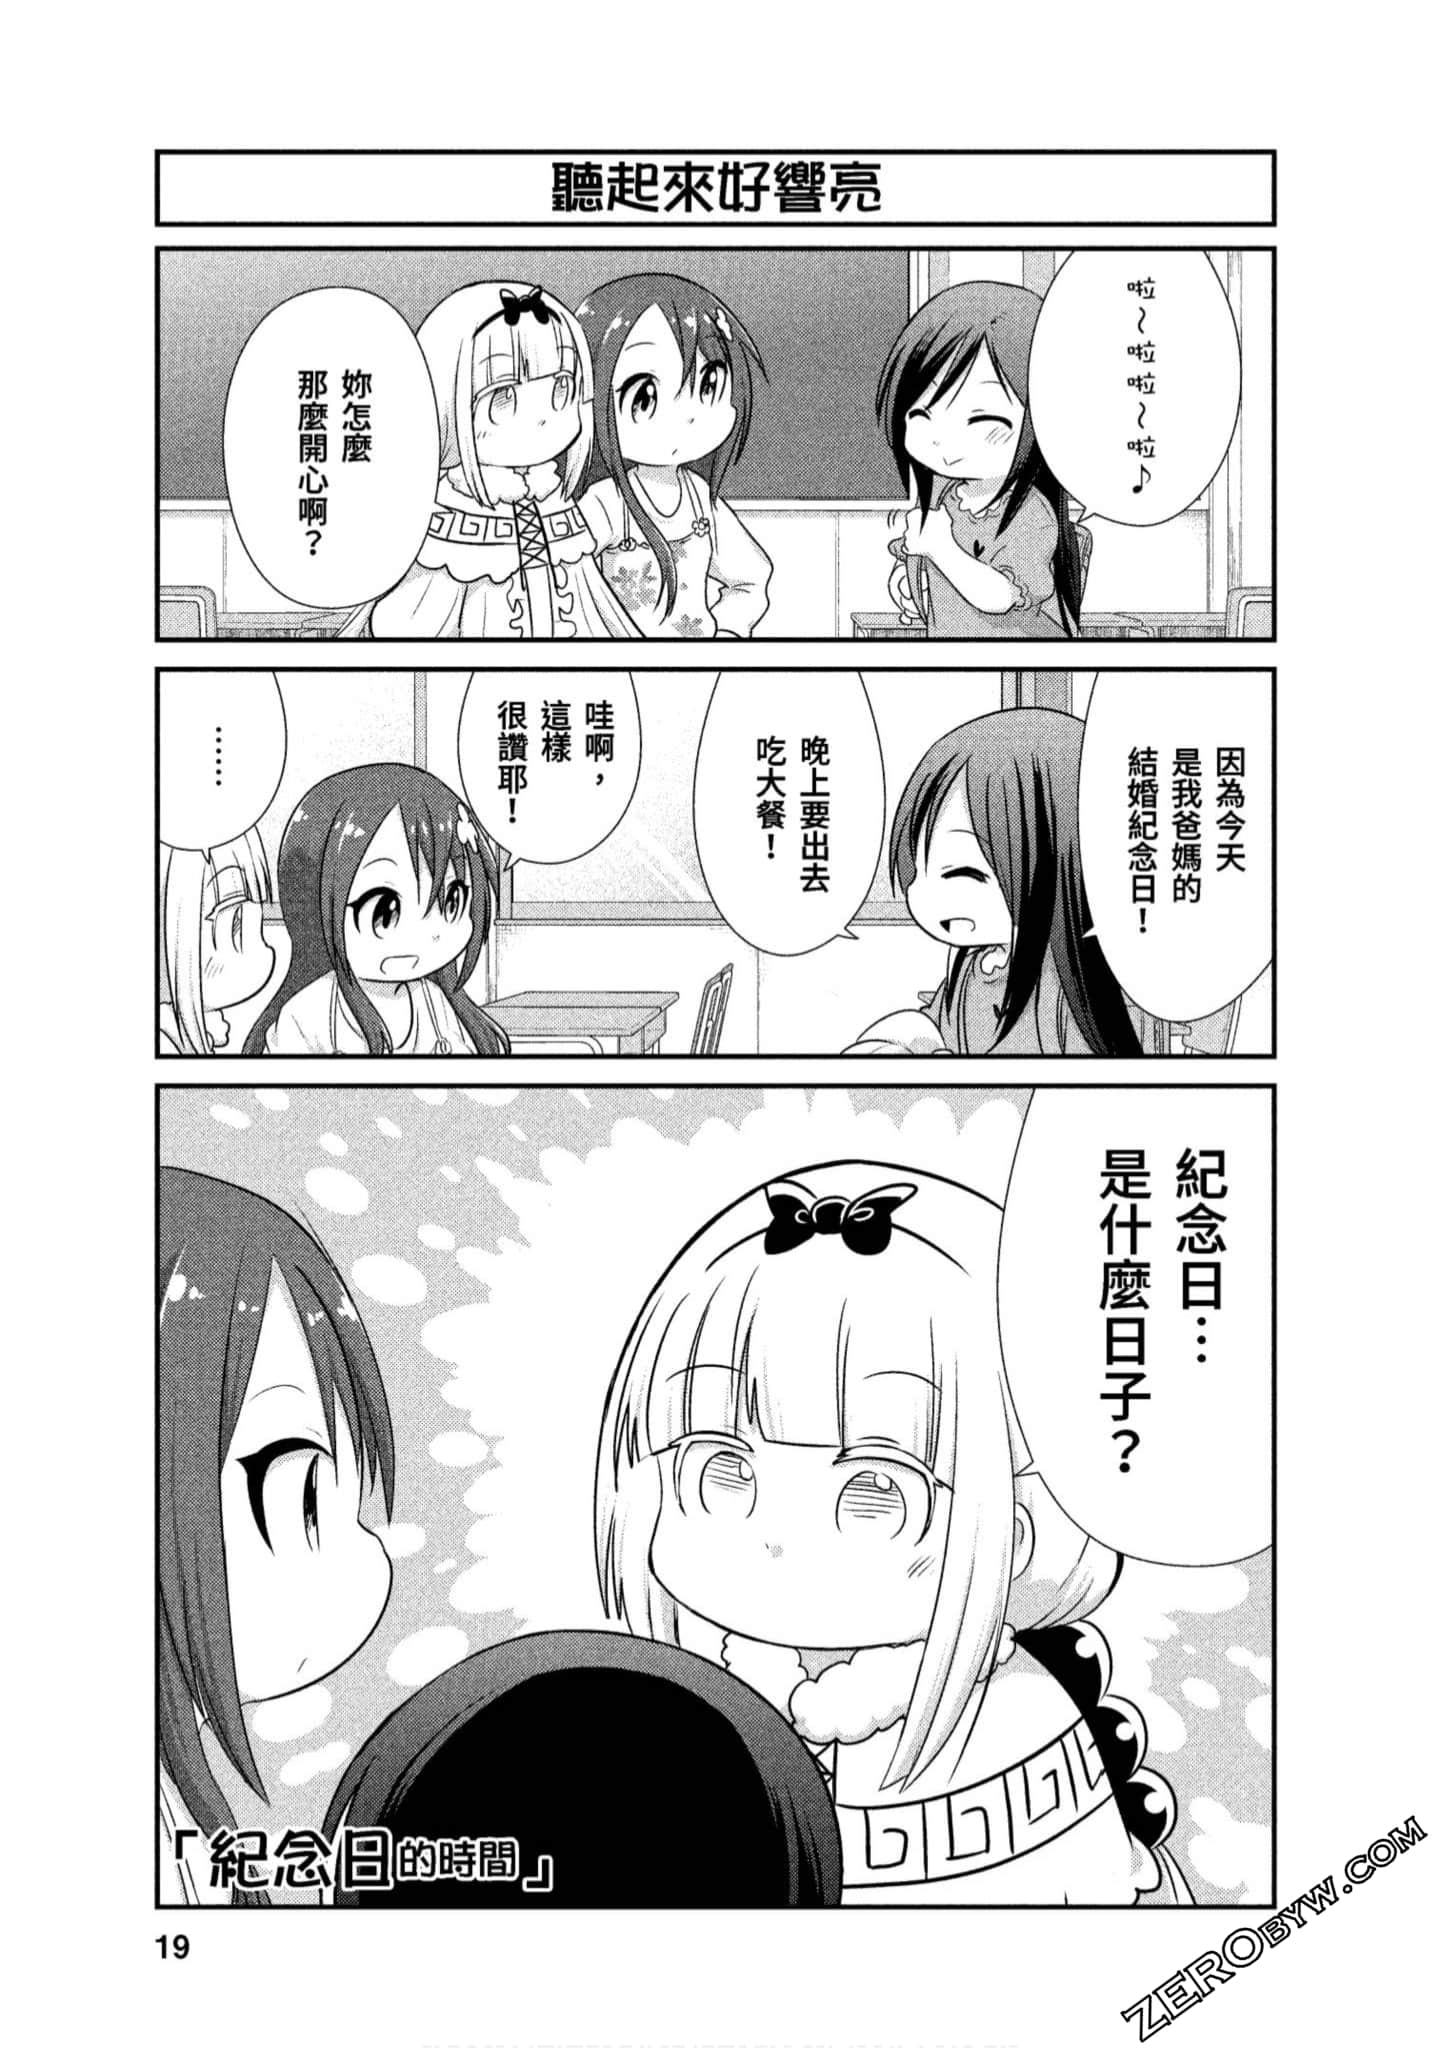 聽起來好響亮
啦～啦啦～啦♪
妳怎麼
那麼開心啊？
因為今天
是我爸媽的
結婚紀念日！
晚上要出去
吃大餐！
哇啊，
這樣
很讚耶！
……
紀念日…
是什麼日子？
「紀念日的時間」
19
ZEROBYW.COM